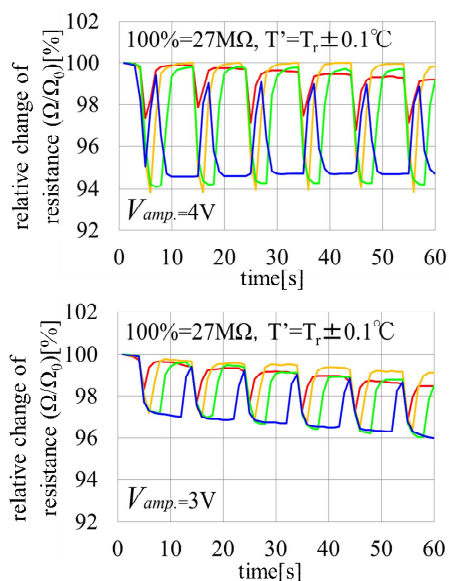 100%=27MΩ, T’=Tr±0.1℃
relative change of
resistance (Ω/Ω0)[%]
100
98
96
94
92
Vamp.=4V
0 10 20 30 40 50 60
time[s]
102
100%=27MΩ, T’=Tr±0.1℃
relative change of
resistance (Ω/Ω0)[%]
100
98
96
94
92
Vamp.=3V
0 10 20 30 40 50 60
time[s]